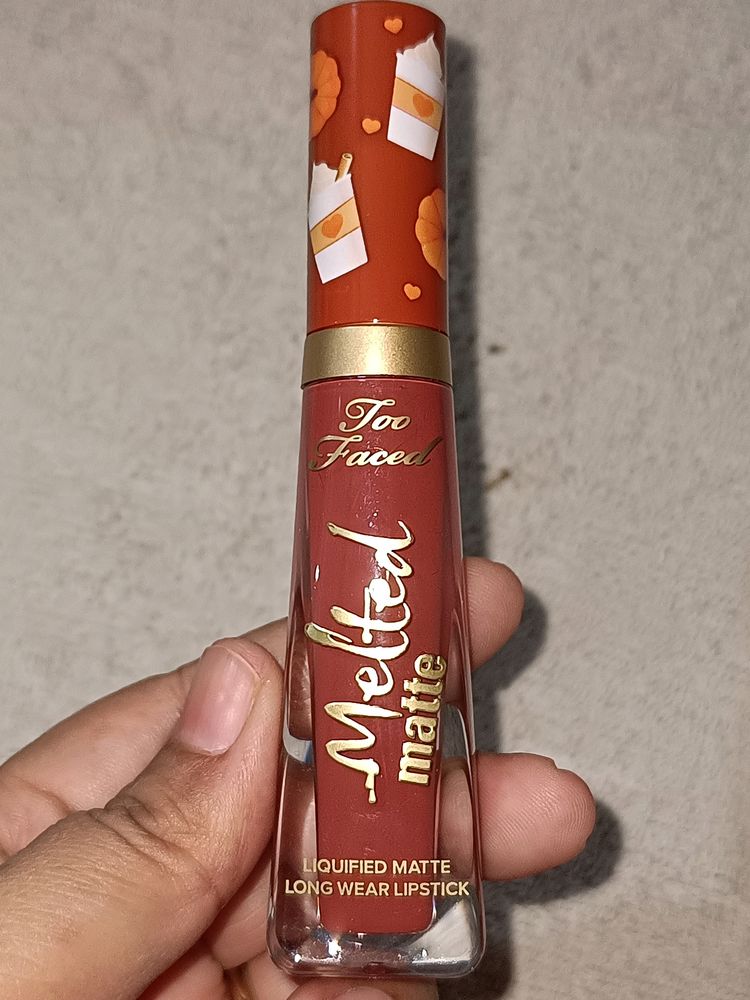 Too
Faced
Melted
matte
LIQUIFIED MATTE
LONG WEAR LIPSTICK